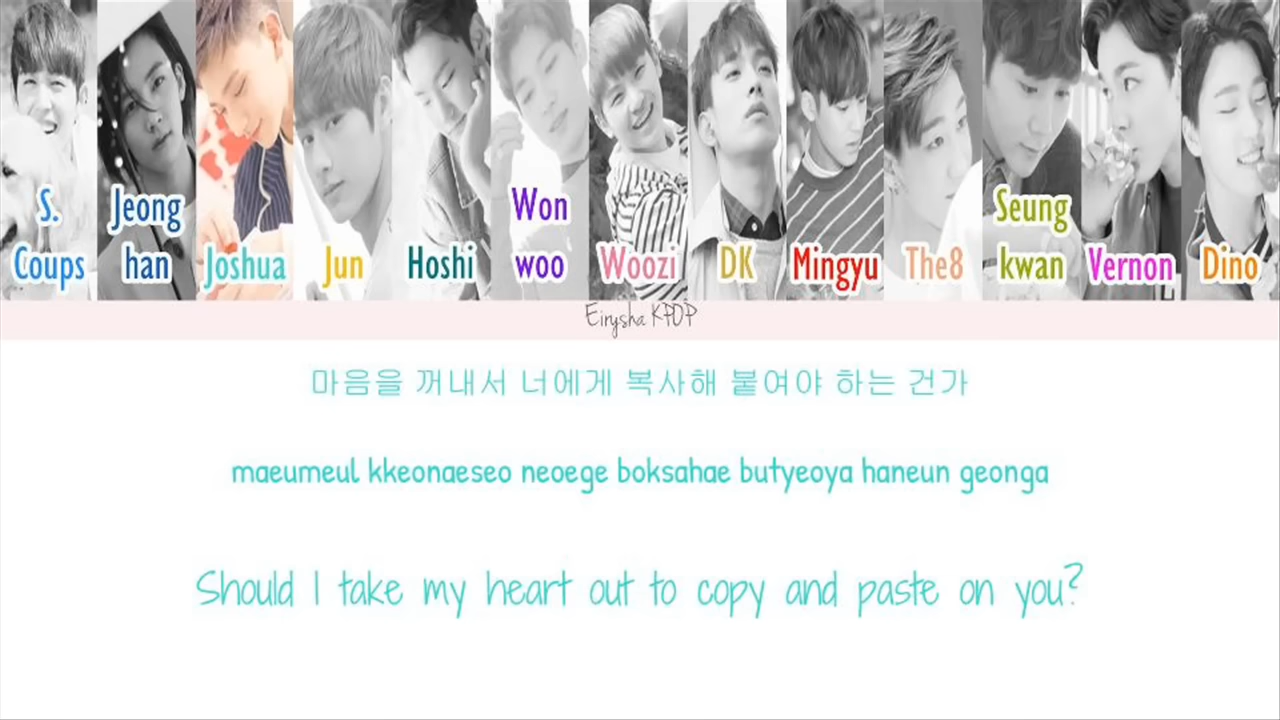 S. Coups
Jeong han
Joshua
Jun
Hoshi
Won woo
Woozi
DK
Mingyu
The8
Seung kwan
Vernon
Dino
Eirysha KPOP
마음을 꺼내서 너에게 복사해 붙여야 하는 건가
maeumeul kkeonaeseo neoege boksahae butyeoya haneun geonga
Should I take my heart out to copy and paste on you?